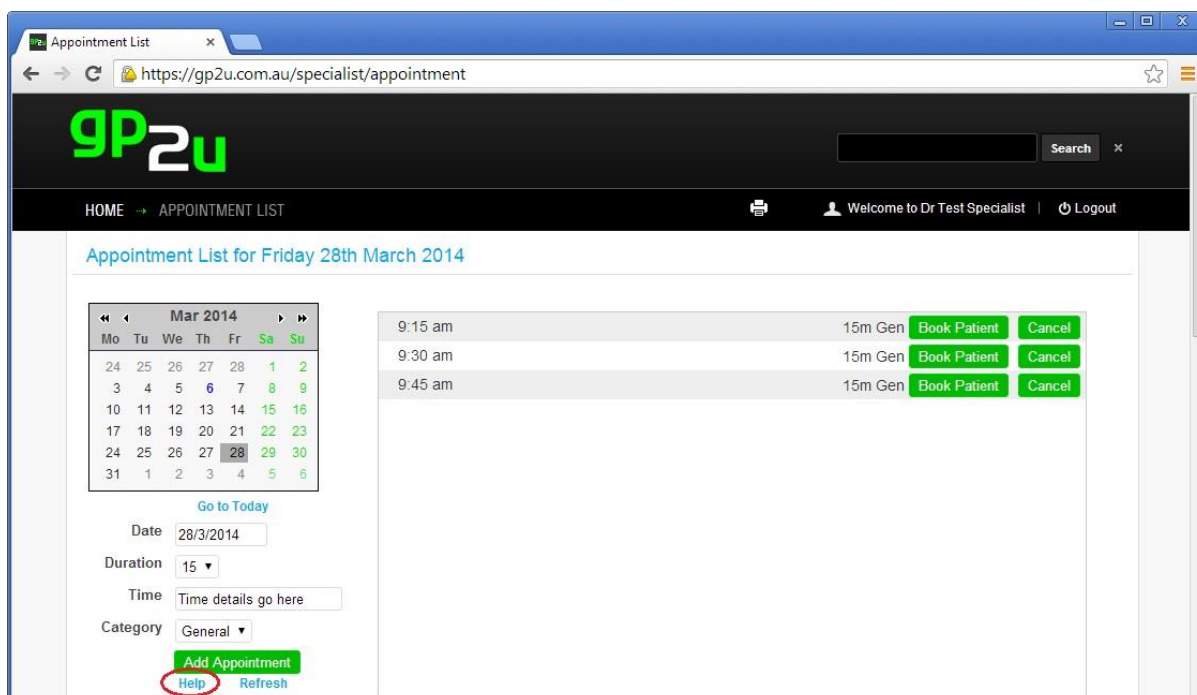 Appointment List
https://gp2u.com.au/specialist/appointment
gp2u
Search
HOME APPOINTMENT LIST
Welcome to Dr Test Specialist | Logout
Appointment List for Friday 28th March 2014
Mar 2014
Mo Tu We Th Fr Sa Su
24 25 26 27 28 1 2
3 4 5 6 7 8 9
10 11 12 13 14 15 16
17 18 19 20 21 22 23
24 25 26 27 28 29 30
31 1 2 3 4 5 6
Go to Today
Date 28/3/2014
Duration 15
Time Time details go here
Category General
Add Appointment
Help Refresh
9:15 am 15m Gen Book Patient Cancel
9:30 am 15m Gen Book Patient Cancel
9:45 am 15m Gen Book Patient Cancel